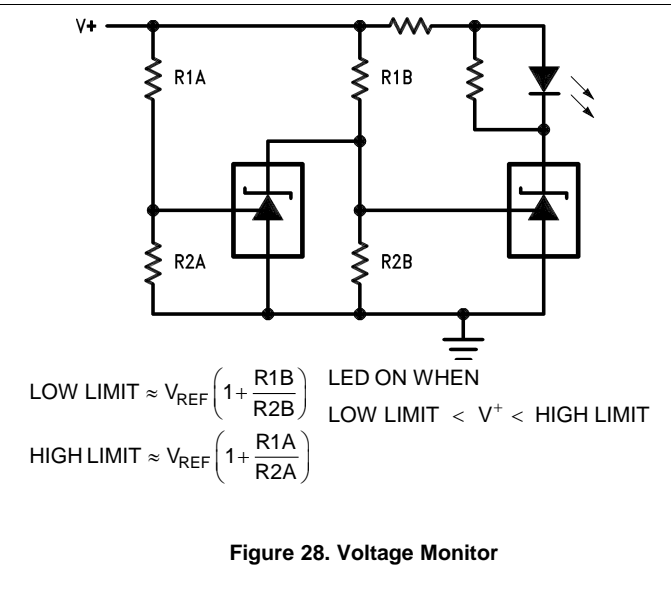 V+
R1A
R1B
R2A
R2B
LOW LIMIT ≈ V_REF (1 + R1B/R2B)
LED ON WHEN
LOW LIMIT < V⁺ < HIGH LIMIT
HIGH LIMIT ≈ V_REF (1 + R1A/R2A)
Figure 28. Voltage Monitor